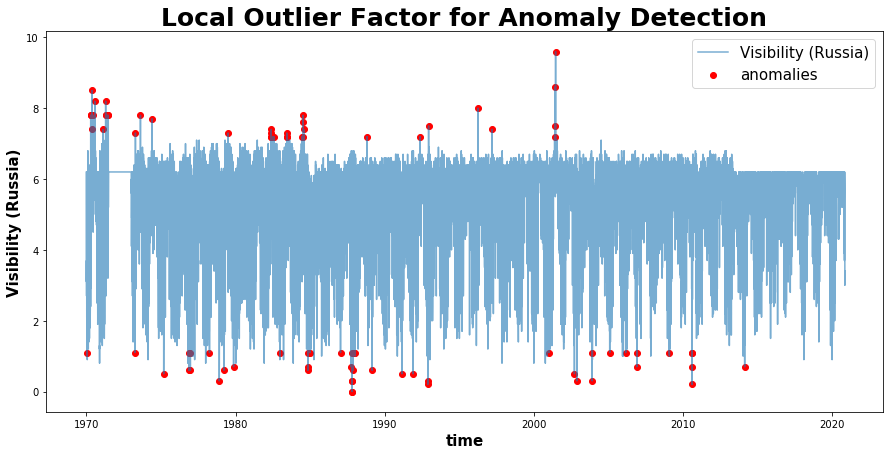 Local Outlier Factor for Anomaly Detection
Visibility (Russia)
anomalies
Visibility (Russia)
10
8
6
4
2
0
1970 1980 1990 2000 2010 2020
time